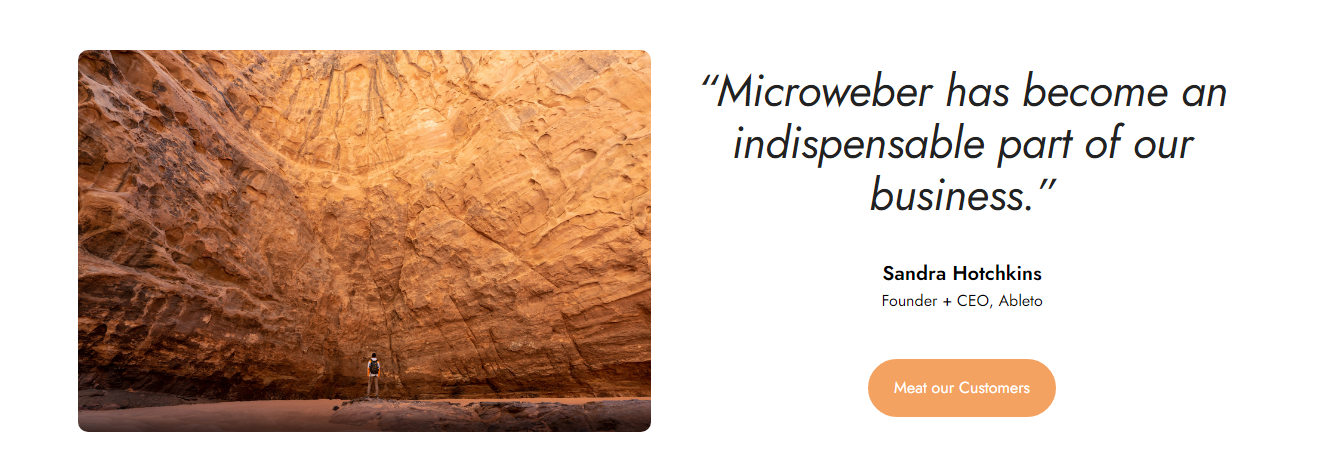 “Microweber has become an
indispensable part of our
business.”
Sandra Hotchkins
Founder + CEO, Ableto
Meat our Customers